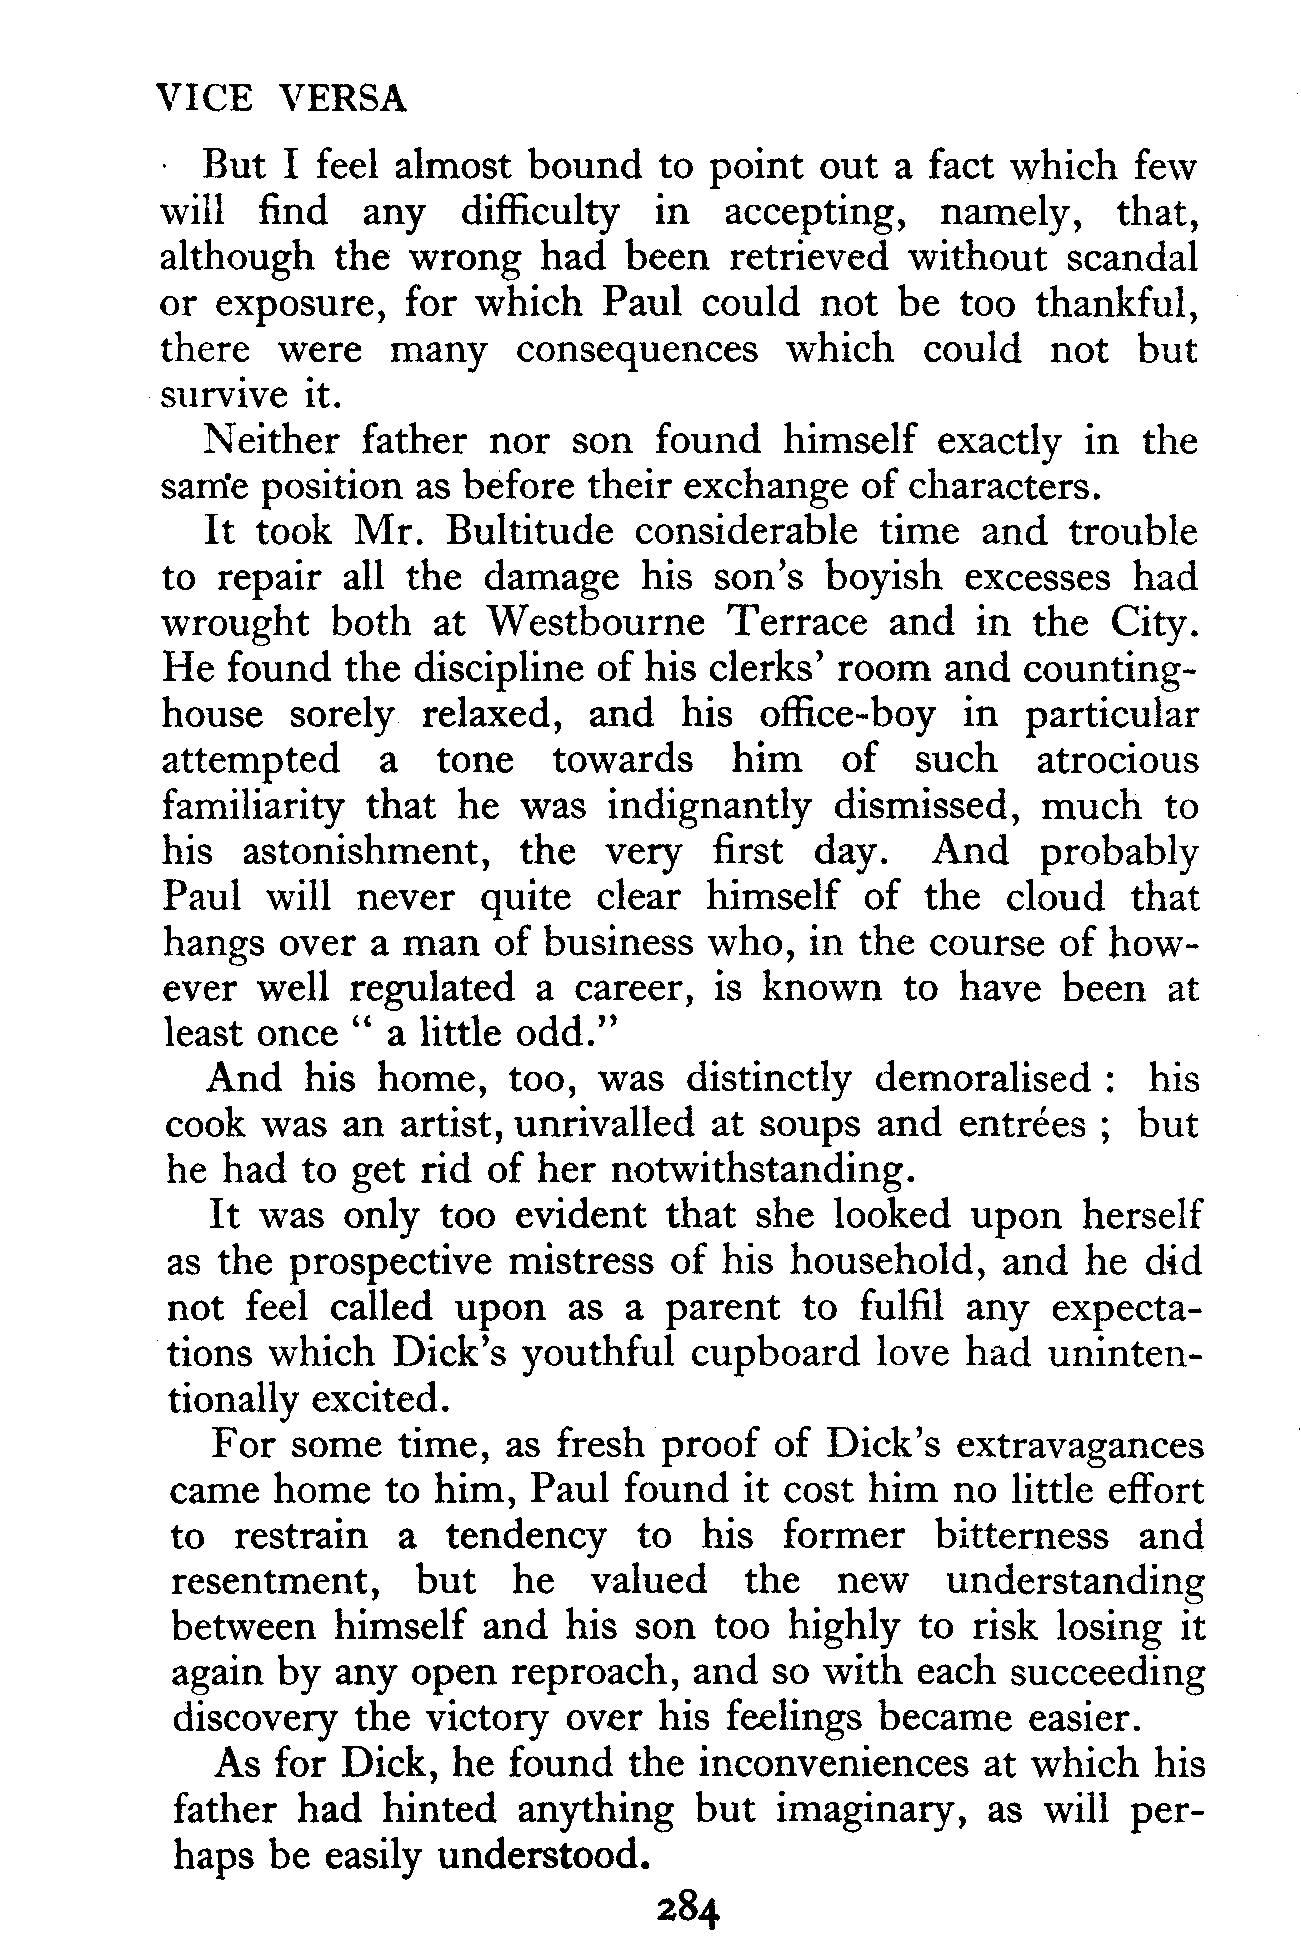 VICE VERSA
But I feel almost bound to point out a fact which few
will find any difficulty in accepting, namely, that,
although the wrong had been retrieved without scandal
or exposure, for which Paul could not be too thankful,
there were many consequences which could not but
survive it.
Neither father nor son found himself exactly in the
same position as before their exchange of characters.
It took Mr. Bultitude considerable time and trouble
to repair all the damage his son's boyish excesses had
wrought both at Westbourne Terrace and in the City.
He found the discipline of his clerks' room and counting-
house sorely relaxed, and his office-boy in particular
attempted a tone towards him of such atrocious
familiarity that he was indignantly dismissed, much to
his astonishment, the very first day. And probably
Paul will never quite clear himself of the cloud that
hangs over a man of business who, in the course of how-
ever well regulated a career, is known to have been at
least once " a little odd."
And his home, too, was distinctly demoralised : his
cook was an artist, unrivalled at soups and entrées ; but
he had to get rid of her notwithstanding.
It was only too evident that she looked upon herself
as the prospective mistress of his household, and he did
not feel called upon as a parent to fulfil any expecta-
tions which Dick's youthful cupboard love had uninten-
tionally excited.
For some time, as fresh proof of Dick's extravagances
came home to him, Paul found it cost him no little effort
to restrain a tendency to his former bitterness and
resentment, but he valued the new understanding
between himself and his son too highly to risk losing it
again by any open reproach, and so with each succeeding
discovery the victory over his feelings became easier.
As for Dick, he found the inconveniences at which his
father had hinted anything but imaginary, as will per-
haps be easily understood.
284